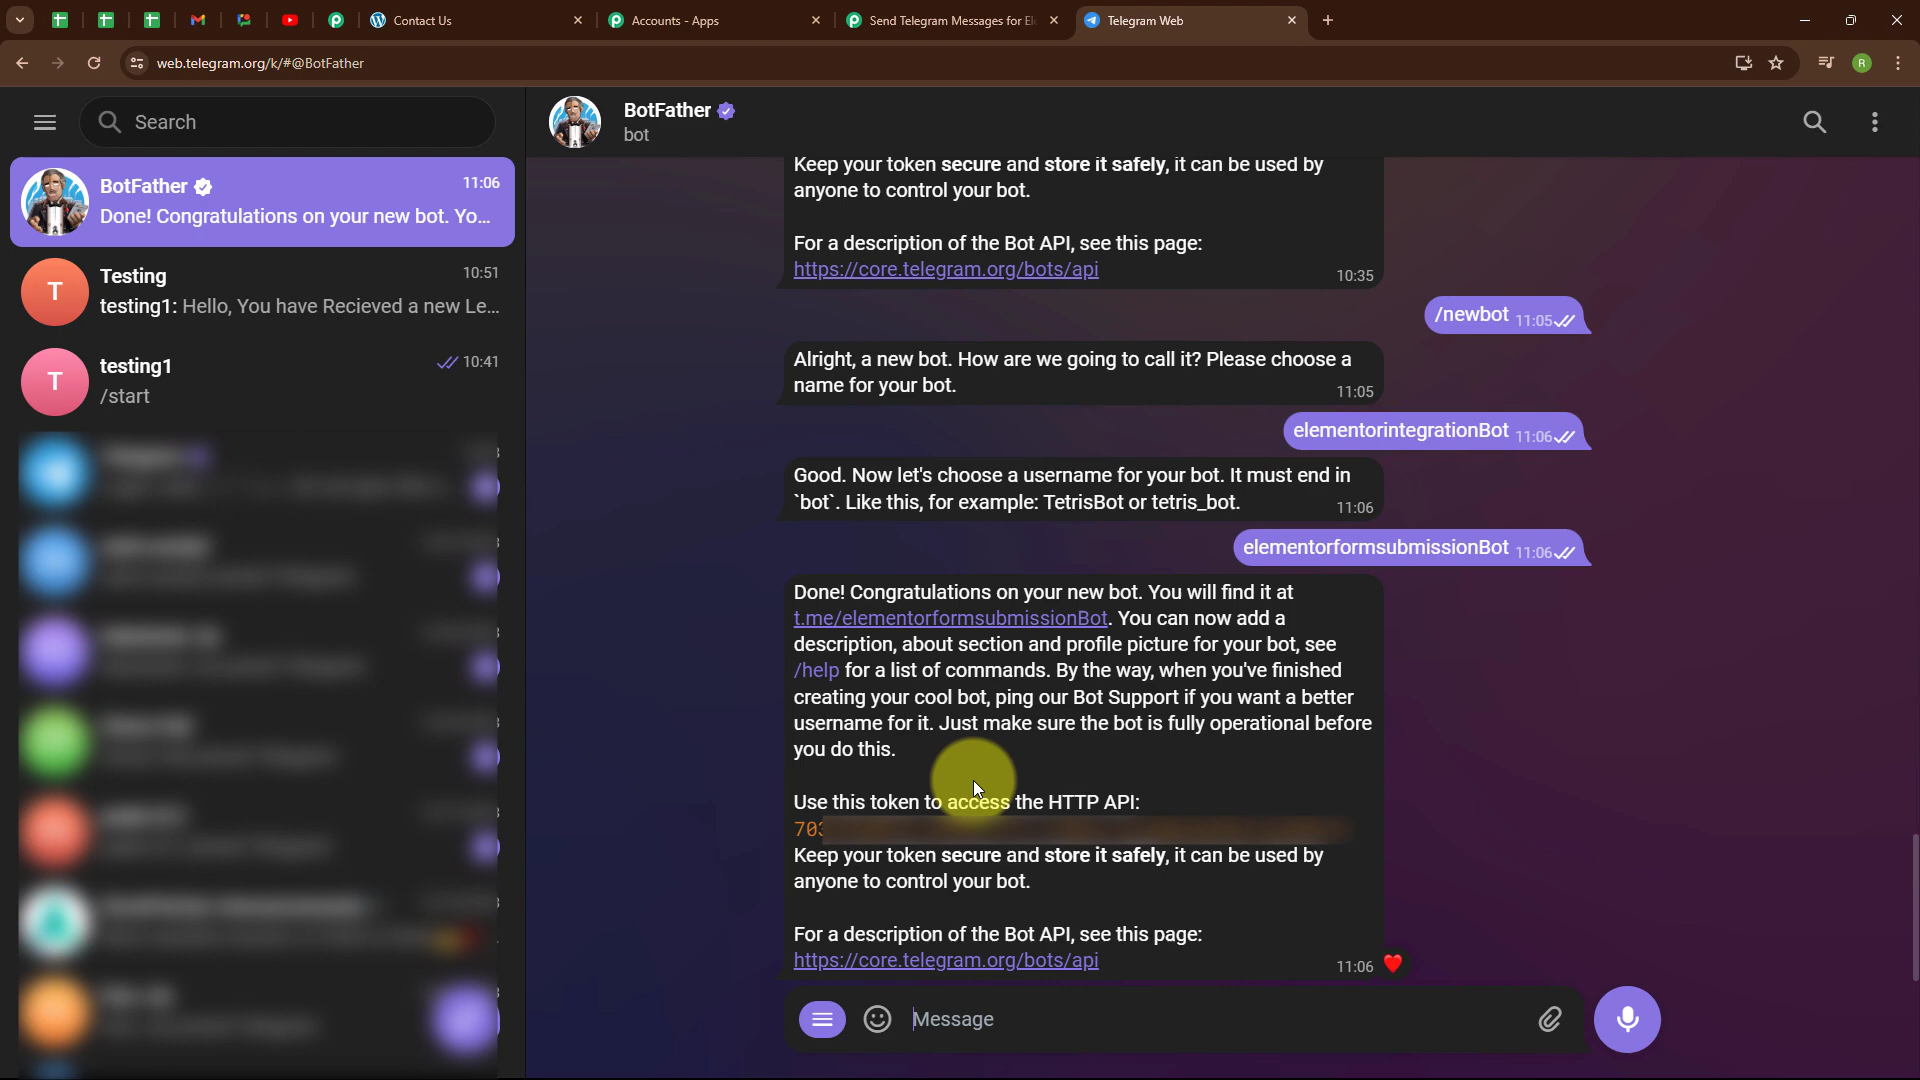 Contact Us
Accounts - Apps
Send Telegram Messages for El
Telegram Web
web.telegram.org/k/#@BotFather
R
Search
BotFather
11:06
Done! Congratulations on your new bot. Yo...
T
Testing
10:51
testing1: Hello, You have Recieved a new Le...
T
testing1
10:41
/start
BotFather
bot
Keep your token secure and store it safely, it can be used by
anyone to control your bot.
For a description of the Bot API, see this page:
https://core.telegram.org/bots/api
10:35
/newbot 11:05
Alright, a new bot. How are we going to call it? Please choose a
name for your bot.
11:05
elementorintegrationBot 11:06
Good. Now let's choose a username for your bot. It must end in
`bot`. Like this, for example: TetrisBot or tetris_bot.
11:06
elementorformsubmissionBot 11:06
Done! Congratulations on your new bot. You will find it at
t.me/elementorformsubmissionBot. You can now add a
description, about section and profile picture for your bot, see
/help for a list of commands. By the way, when you've finished
creating your cool bot, ping our Bot Support if you want a better
username for it. Just make sure the bot is fully operational before
you do this.
Use this token to access the HTTP API:
703
Keep your token secure and store it safely, it can be used by
anyone to control your bot.
For a description of the Bot API, see this page:
https://core.telegram.org/bots/api
11:06
Message